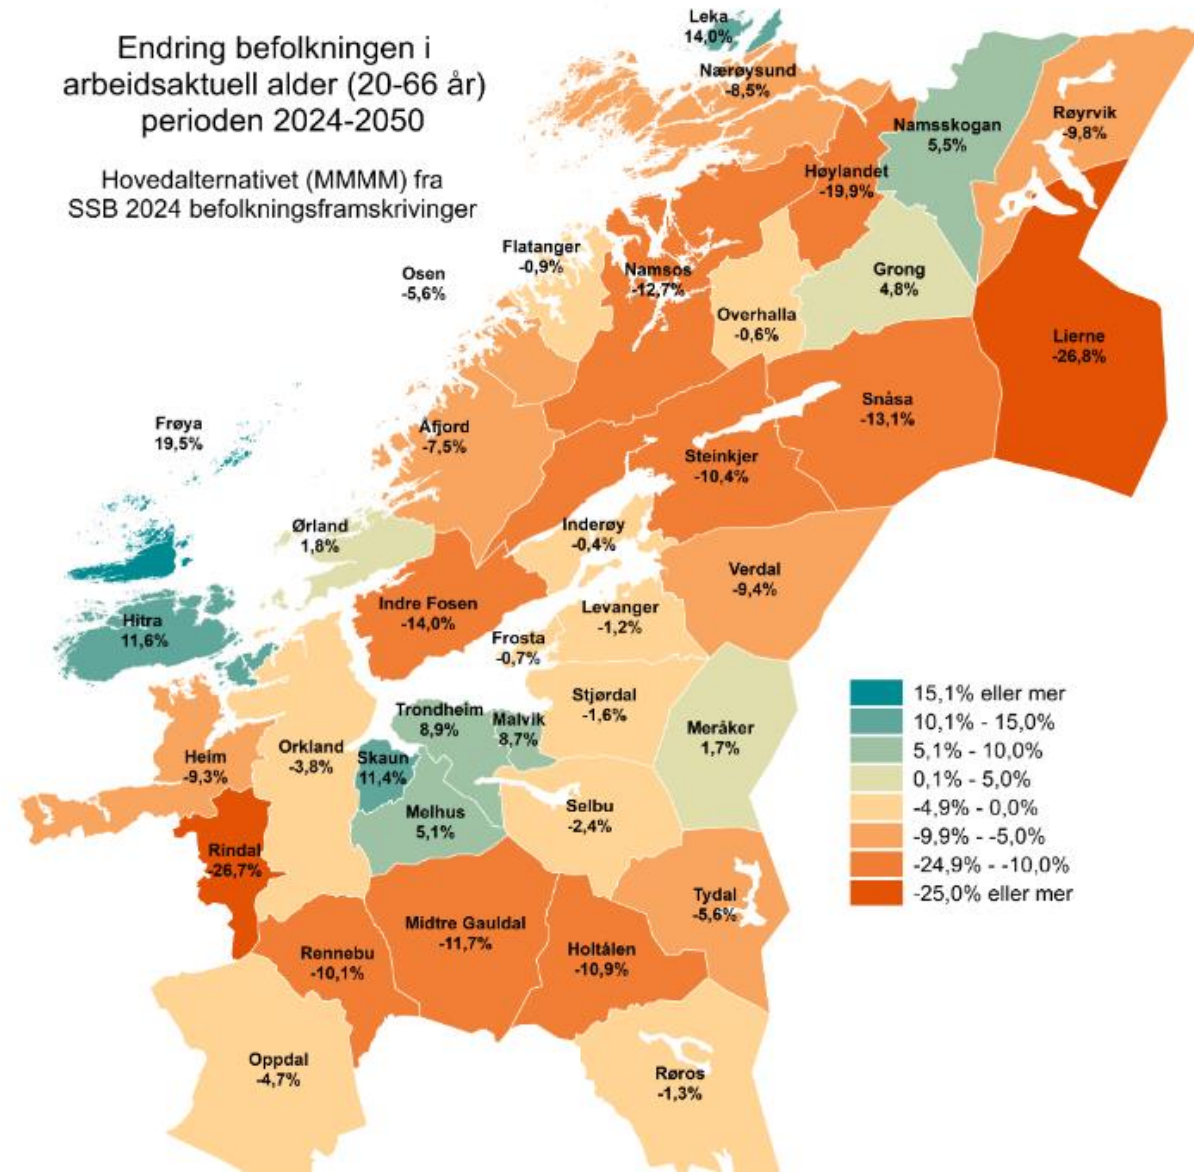 Endring befolkningen i
arbeidsaktuell alder (20-66 år)
perioden 2024-2050
Hovedalternativet (MMMM) fra
SSB 2024 befolkningsframskrivinger
Leka
14,0%
Nærøysund
-8,5%
Røyrvik
-9,8%
Namsskogan
5,5%
Høylandet
-19,9%
Flatanger
-0,9%
Osen
-5,6%
Namsos
-12,7%
Grong
4,8%
Overhalla
-0,6%
Lierne
-26,8%
Snåsa
-13,1%
Frøya
19,5%
Åfjord
-7,5%
Steinkjer
-10,4%
Ørland
1,8%
Inderøy
-0,4%
Verdal
-9,4%
Indre Fosen
-14,0%
Levanger
-1,2%
Hitra
11,6%
Frosta
-0,7%
Stjørdal
-1,6%
Trondheim
8,9%
Malvik
8,7%
Meråker
1,7%
Orkland
-3,8%
Heim
-9,3%
Skaun
11,4%
Melhus
5,1%
Selbu
-2,4%
Rindal
-26,7%
Tydal
-5,6%
Midtre Gauldal
-11,7%
Holtålen
-10,9%
Rennebu
-10,1%
Oppdal
-4,7%
Røros
-1,3%
15,1% eller mer
10,1% - 15,0%
5,1% - 10,0%
0,1% - 5,0%
-4,9% - 0,0%
-9,9% - -5,0%
-24,9% - -10,0%
-25,0% eller mer